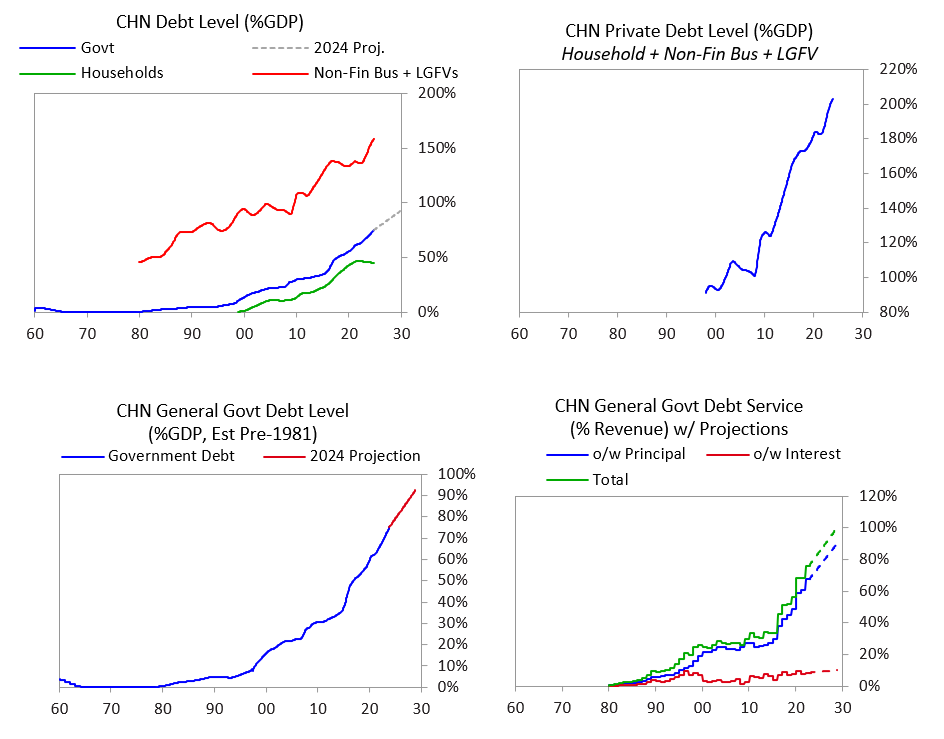 CHN Debt Level (%GDP)
Govt
2024 Proj.
Households
Non-Fin Bus + LGFVs
200%
150%
100%
50%
0%
60 70 80 90 00 10 20 30
CHN Private Debt Level (%GDP)
Household + Non-Fin Bus + LGFV
220%
200%
180%
160%
140%
120%
100%
80%
60 70 80 90 00 10 20 30
CHN General Govt Debt Level
(%GDP, Est Pre-1981)
Government Debt
2024 Projection
100%
90%
80%
70%
60%
50%
40%
30%
20%
10%
0%
60 70 80 90 00 10 20 30
CHN General Govt Debt Service
(% Revenue) w/ Projections
o/w Principal
o/w Interest
Total
120%
100%
80%
60%
40%
20%
0%
60 70 80 90 00 10 20 30